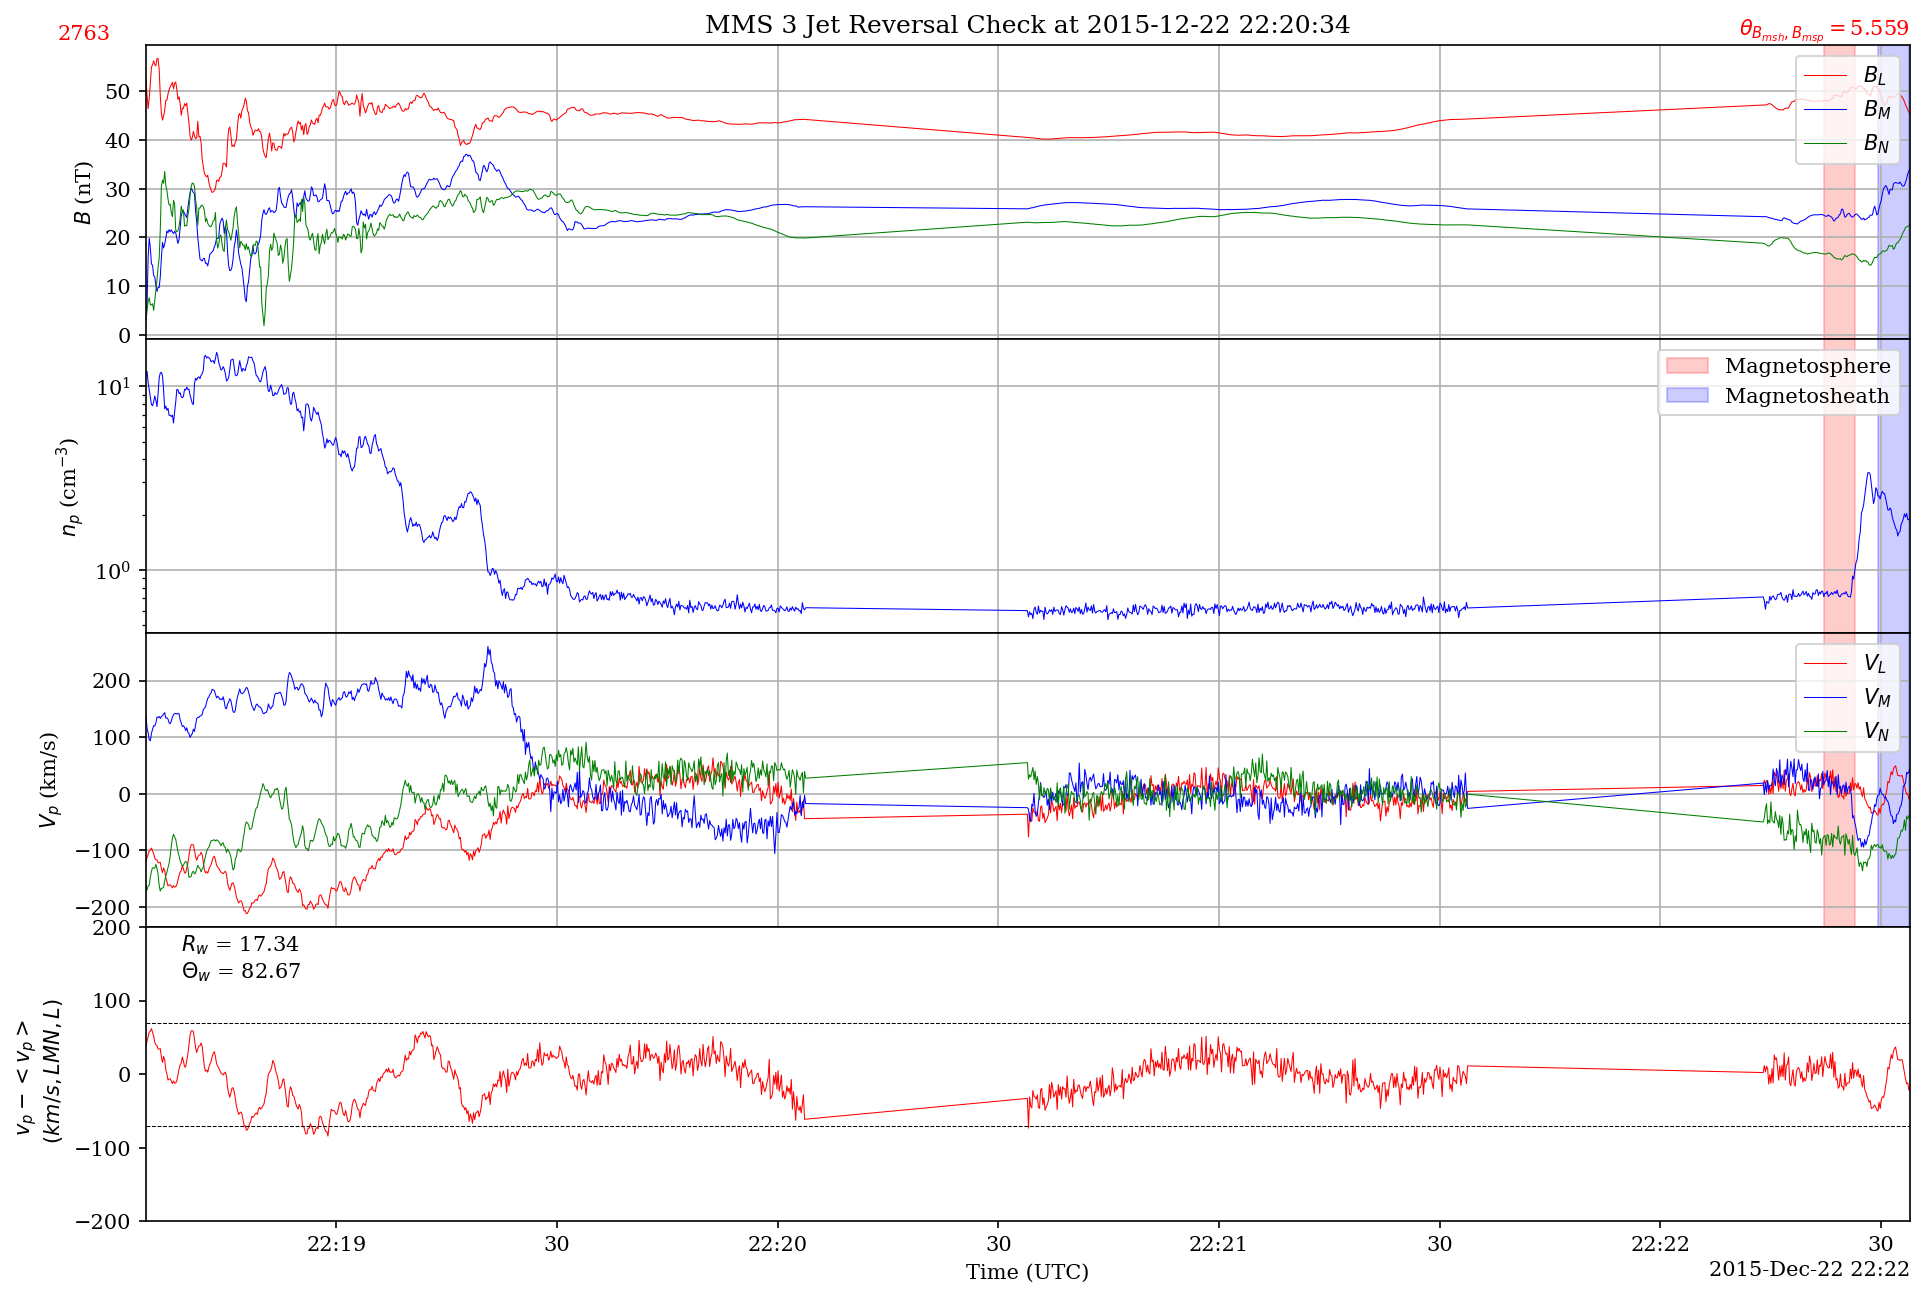 2763
MMS 3 Jet Reversal Check at 2015-12-22 22:20:34
θ_{B_{msh}, B_{msp}} = 5.559
B (nT)
50
40
30
20
10
0
B_L
B_M
B_N
n_p (cm⁻³)
10¹
10⁰
Magnetosphere
Magnetosheath
V_p (km/s)
200
100
0
−100
−200
V_L
V_M
V_N
v_p − <v_p>
(km/s, LMN, L)
200
100
0
−100
−200
R_w = 17.34
Θ_w = 82.67
22:19
30
22:20
30
22:21
30
22:22
30
Time (UTC)
2015-Dec-22 22:22